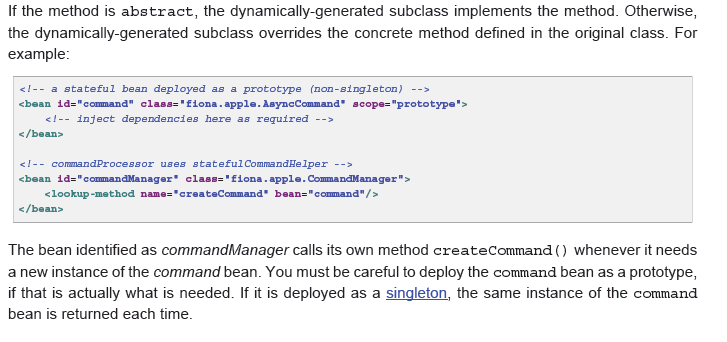 If the method is abstract, the dynamically-generated subclass implements the method. Otherwise,
the dynamically-generated subclass overrides the concrete method defined in the original class. For
example:
<!-- a stateful bean deployed as a prototype (non-singleton) -->
<bean id="command" class="fiona.apple.AsyncCommand" scope="prototype">
    <!-- inject dependencies here as required -->
</bean>
<!-- commandProcessor uses statefulCommandHelper -->
<bean id="commandManager" class="fiona.apple.CommandManager">
    <lookup-method name="createCommand" bean="command"/>
</bean>
The bean identified as commandManager calls its own method createCommand() whenever it needs
a new instance of the command bean. You must be careful to deploy the command bean as a prototype,
if that is actually what is needed. If it is deployed as a singleton, the same instance of the command
bean is returned each time.